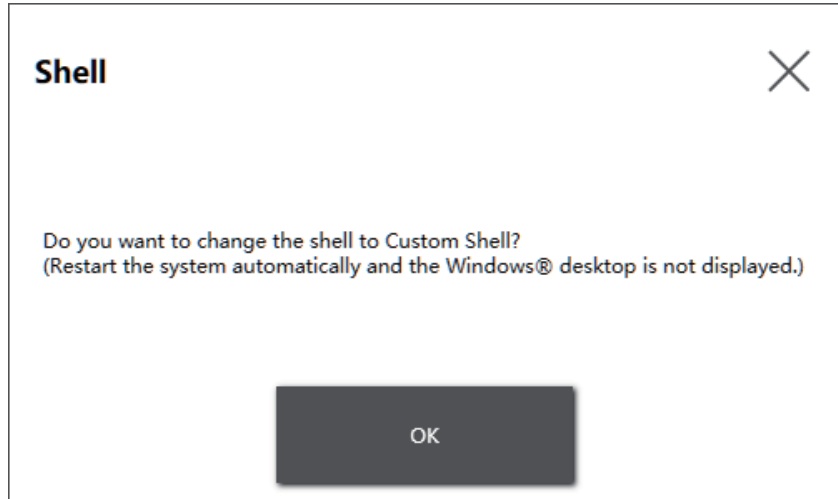 Shell
Do you want to change the shell to Custom Shell?
(Restart the system automatically and the Windows® desktop is not displayed.)
OK